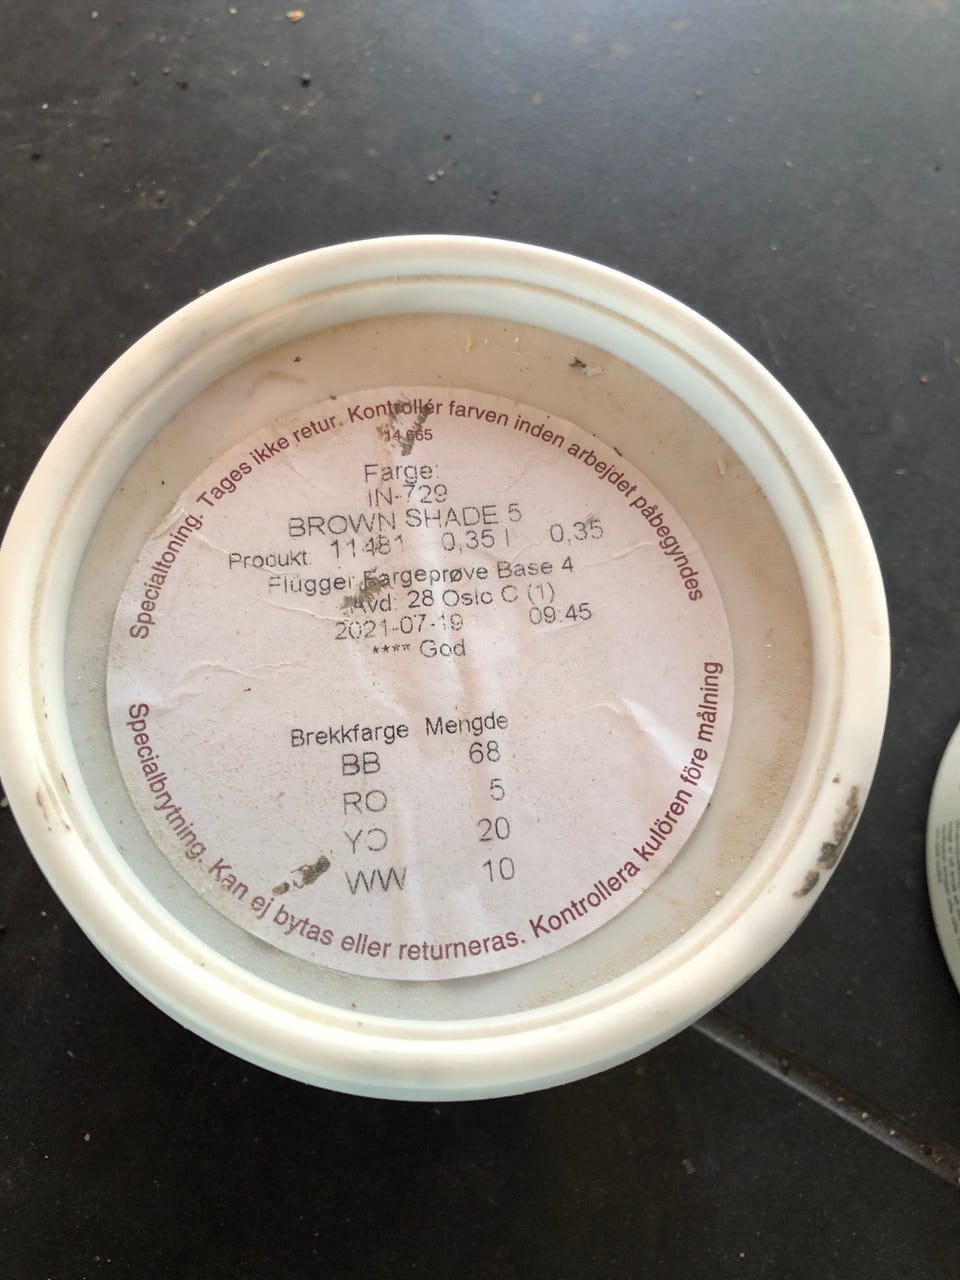 Specialtoning. Tages ikke retur. Kontrollér farven inden arbejdet påbegyndes
14.665
Farge:
IN-729
BROWN SHADE 5
Produkt: 11481 0,35 l 0,35
Flügger Fargeprøve Base 4
Avd: 28 Oslo C (1)
2021-07-19 09:45
**** God
Brekkfarge Mengde
BB 68
RO 5
YO 20
WW 10
Specialbrytning. Kan ej bytas eller returneras. Kontrollera kulören före målning